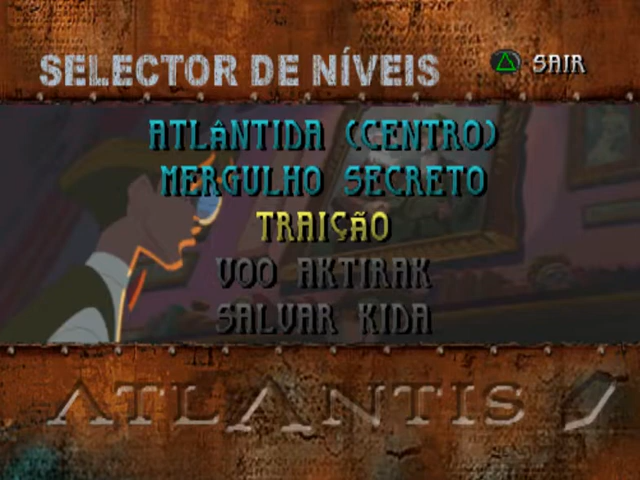 SELECTOR DE NÍVEIS
SAIR
ATLÂNTIDA (CENTRO)
MERGULHO SECRETO
TRAIÇÃO
VOO AKTIRAK
SALVAR KIDA
ATLANTIS